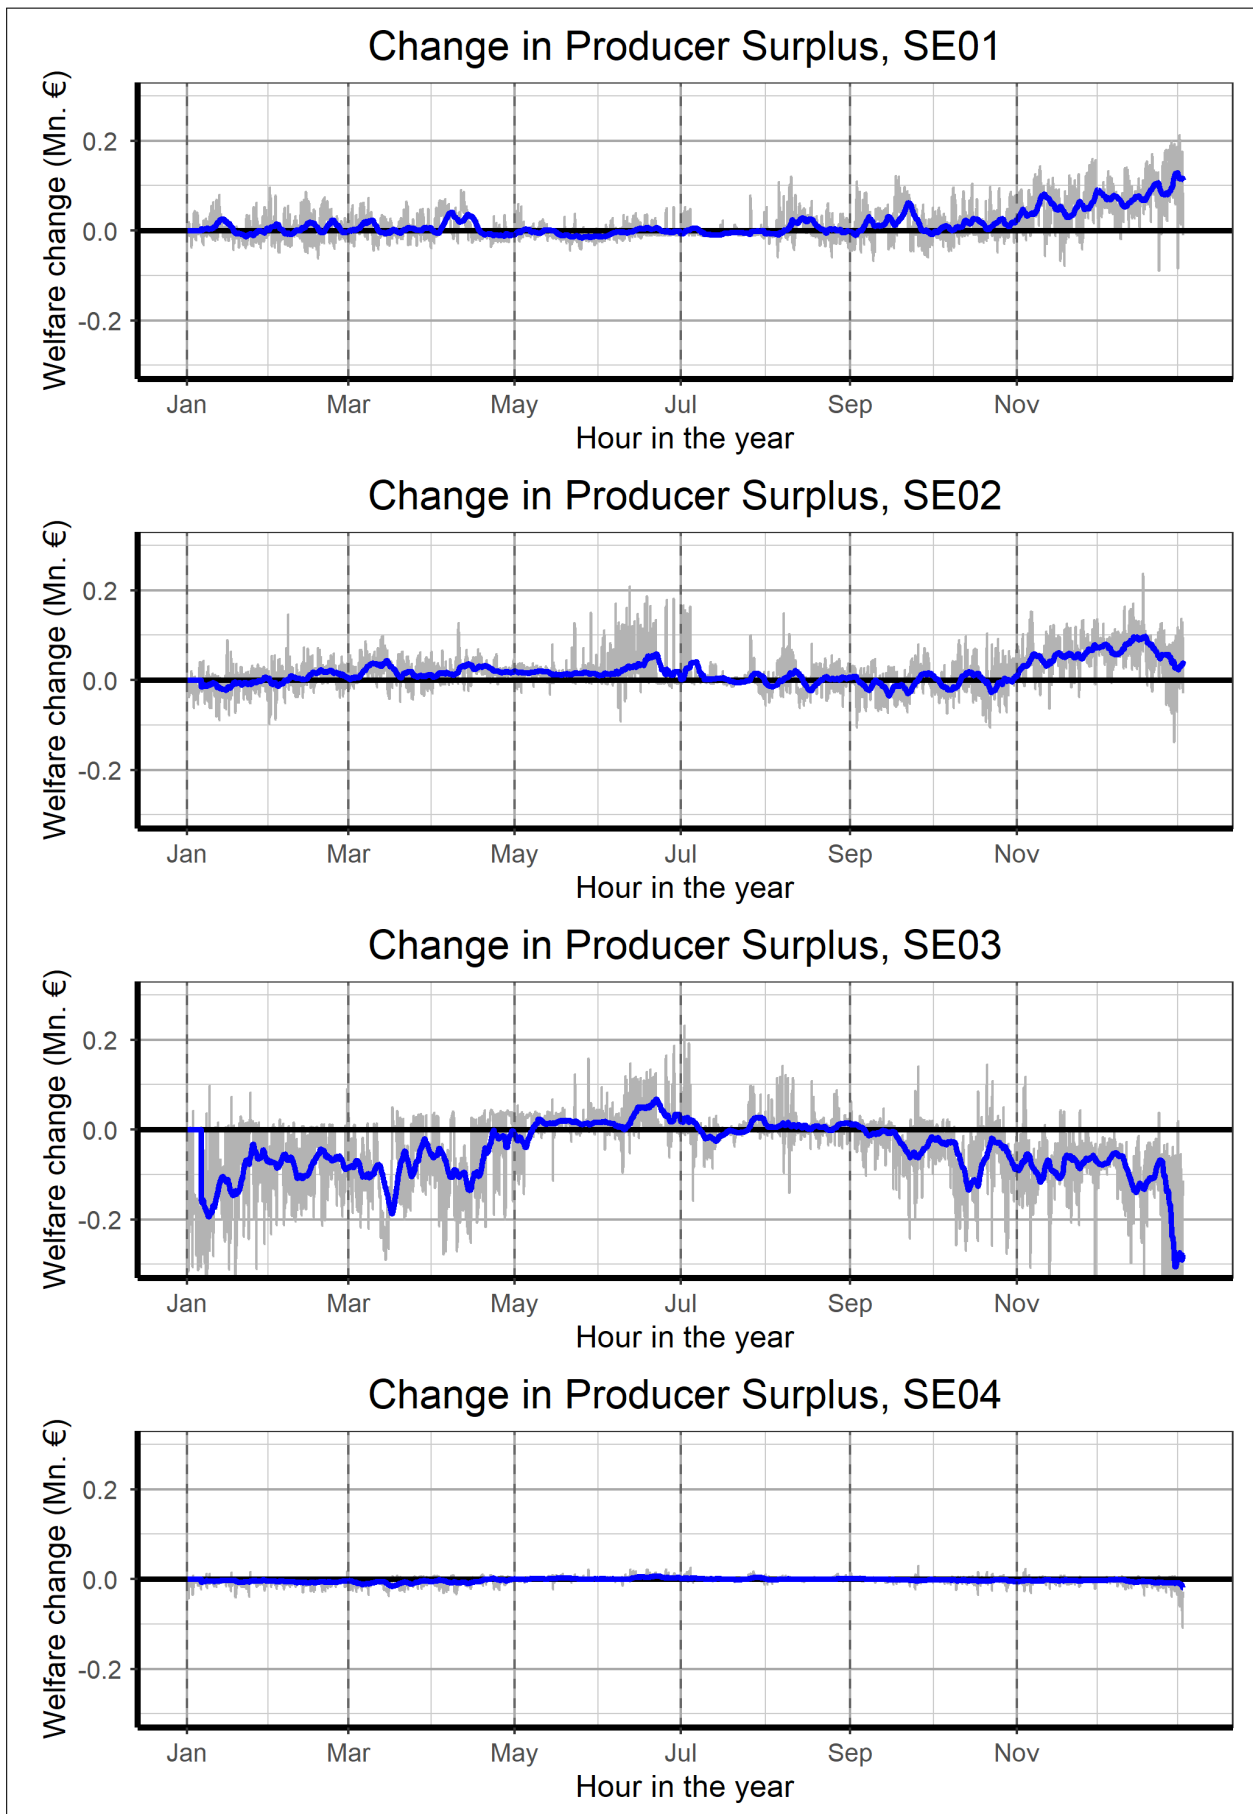 Change in Producer Surplus, SE01
Welfare change (Mn. €)
0.2
0.0
-0.2
Jan Mar May Jul Sep Nov
Hour in the year
Change in Producer Surplus, SE02
Welfare change (Mn. €)
0.2
0.0
-0.2
Jan Mar May Jul Sep Nov
Hour in the year
Change in Producer Surplus, SE03
Welfare change (Mn. €)
0.2
0.0
-0.2
Jan Mar May Jul Sep Nov
Hour in the year
Change in Producer Surplus, SE04
Welfare change (Mn. €)
0.2
0.0
-0.2
Jan Mar May Jul Sep Nov
Hour in the year